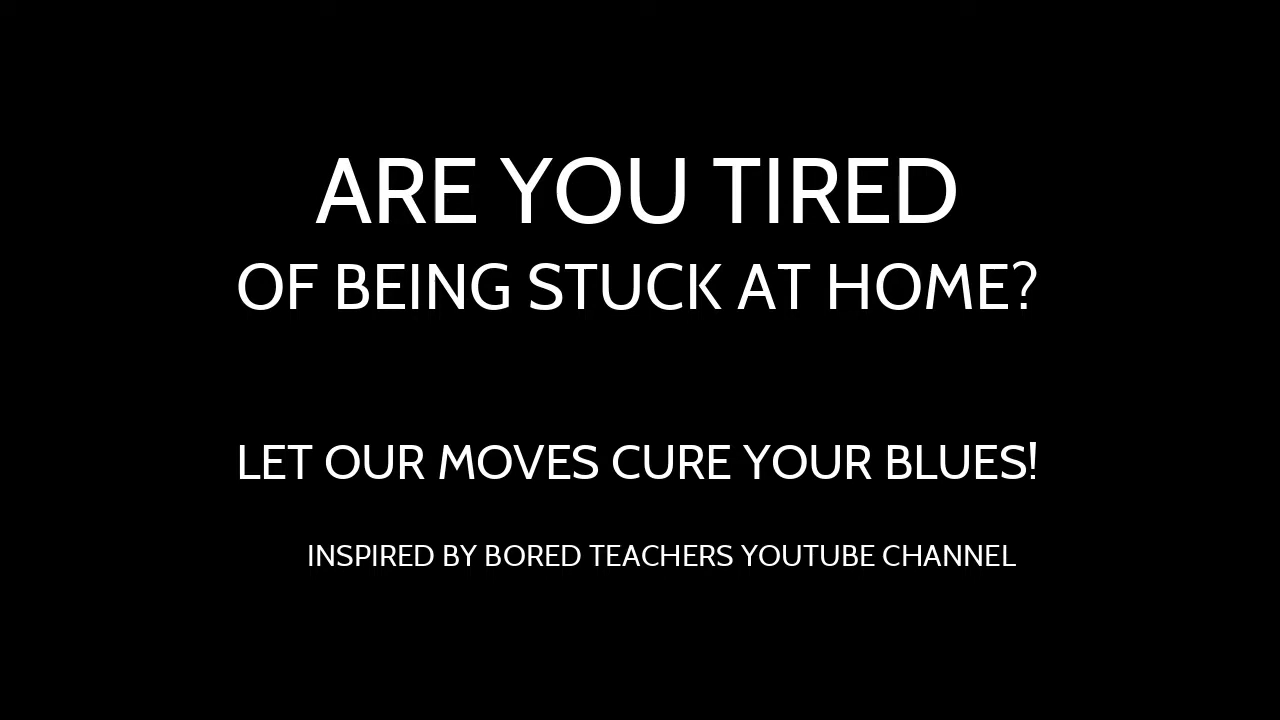 ARE YOU TIRED
OF BEING STUCK AT HOME?
LET OUR MOVES CURE YOUR BLUES!
INSPIRED BY BORED TEACHERS YOUTUBE CHANNEL